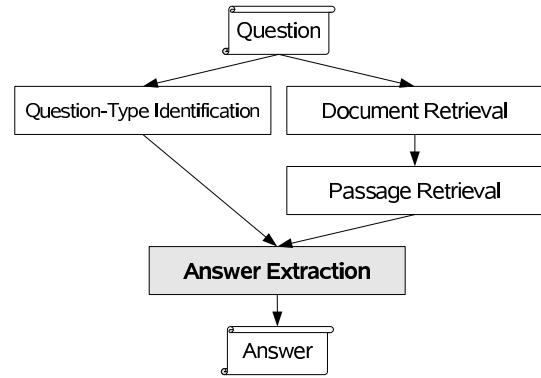 Question
Question-Type Identification
Document Retrieval
Passage Retrieval
Answer Extraction
Answer